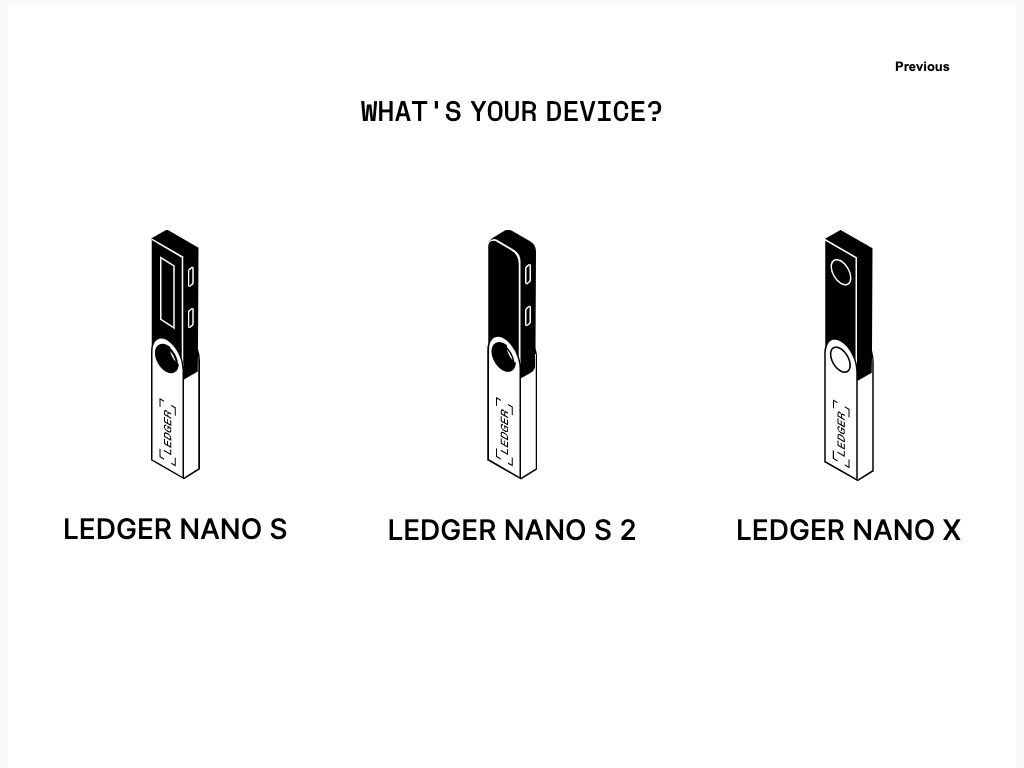 Previous
WHAT'S YOUR DEVICE?
LEDGER
LEDGER
LEDGER
LEDGER NANO S
LEDGER NANO S 2
LEDGER NANO X